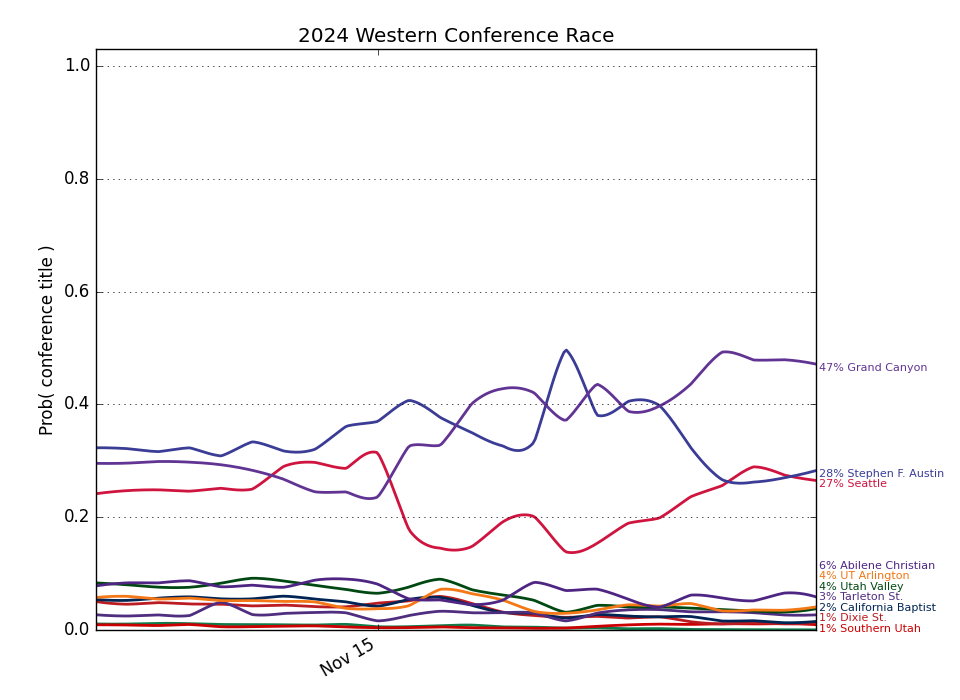 2024 Western Conference Race
Prob( conference title )
1.0
0.8
0.6
0.4
0.2
0.0
Nov 15
47% Grand Canyon
28% Stephen F. Austin
27% Seattle
6% Abilene Christian
4% UT Arlington
4% Utah Valley
3% Tarleton St.
2% California Baptist
1% Dixie St.
1% Southern Utah